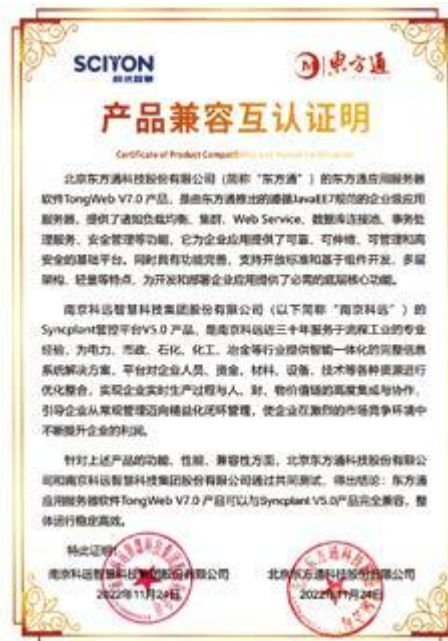 SCIYON
科远智慧
东方通
产品兼容互认证明
Certificate of Product Compatibility and Mutual Certification
北京东方通科技股份有限公司（简称“东方通”）的东方通应用服务器
软件TongWeb V7.0 产品，是由东方通推出的遵循JavaEE7规范的企业级应用
服务器，提供了诸如负载均衡、集群、Web Service、数据库连接池、事务处
理服务、安全管理等功能，它为企业应用提供了可靠、可伸缩、可管理和高
安全的基础平台。同时具有功能完善、支持开放标准和基于组件开发、多层
架构、轻量等特点，为开发和部署企业应用提供了必需的底层核心功能。
南京科远智慧科技集团股份有限公司（以下简称“南京科远”）的
Syncplant管控平台V5.0 产品，是南京科远近三十年服务于流程工业的专业
经验，为电力、市政、石化、化工、冶金等行业提供智能一体化的完整信息
系统解决方案，平台对企业人员、资金、材料、设备、技术等各种资源进行
优化整合，实现企业实时生产过程与人、财、物价值链的高度集成与协作，
引导企业从常规管理迈向精益化闭环管理，使企业在激烈的市场竞争环境中
不断提升企业的利润。
针对上述产品的功能、性能、兼容性方面，北京东方通科技股份有限公
司和南京科远智慧科技集团股份有限公司通过共同测试，得出结论：东方通
应用服务器软件TongWeb V7.0 产品可以与Syncplant V5.0产品完全兼容，整
体运行稳定高效。
特此证明！
南京科远智慧科技集团股份有限公司
北京东方通科技股份有限公司
2022年11月24日
2022年11月24日